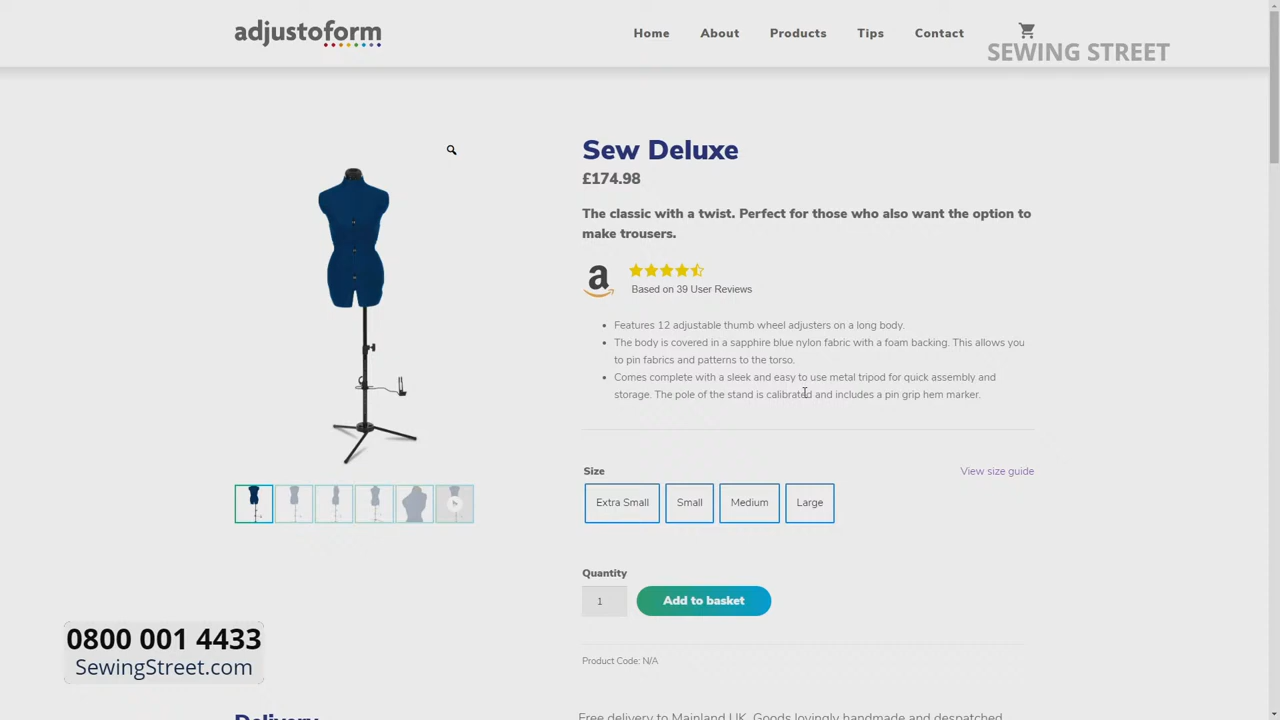 adjustoform
Home About Products Tips Contact
SEWING STREET
Sew Deluxe
£174.98
The classic with a twist. Perfect for those who also want the option to
make trousers.
a
Based on 39 User Reviews
• Features 12 adjustable thumb wheel adjusters on a long body.
• The body is covered in a sapphire blue nylon fabric with a foam backing. This allows you
to pin fabrics and patterns to the torso.
• Comes complete with a sleek and easy to use metal tripod for quick assembly and
storage. The pole of the stand is calibrated and includes a pin grip hem marker.
Size View size guide
Extra Small Small Medium Large
Quantity
1 Add to basket
0800 001 4433
SewingStreet.com
Product Code: N/A
Delivery
Free delivery to Mainland UK. Goods lovingly handmade and despatched